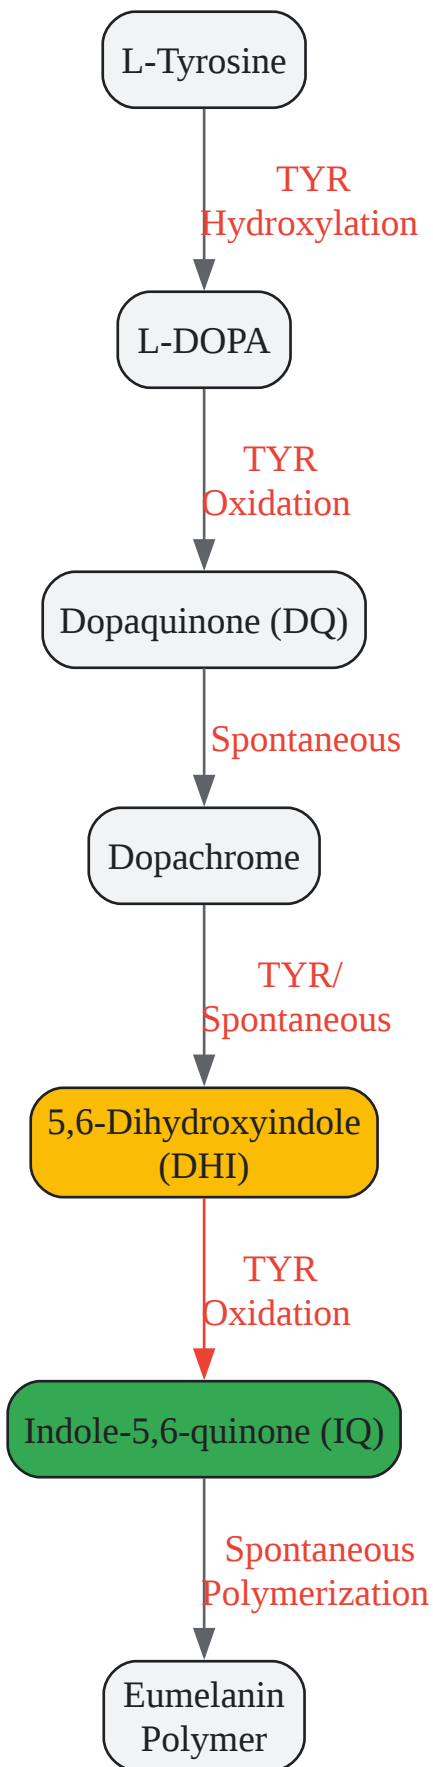 L-Tyrosine
TYR
Hydroxylation
L-DOPA
TYR
Oxidation
Dopaquinone (DQ)
Spontaneous
Dopachrome
TYR/
Spontaneous
5,6-Dihydroxyindole
(DHI)
TYR
Oxidation
Indole-5,6-quinone (IQ)
Spontaneous
Polymerization
Eumelanin
Polymer